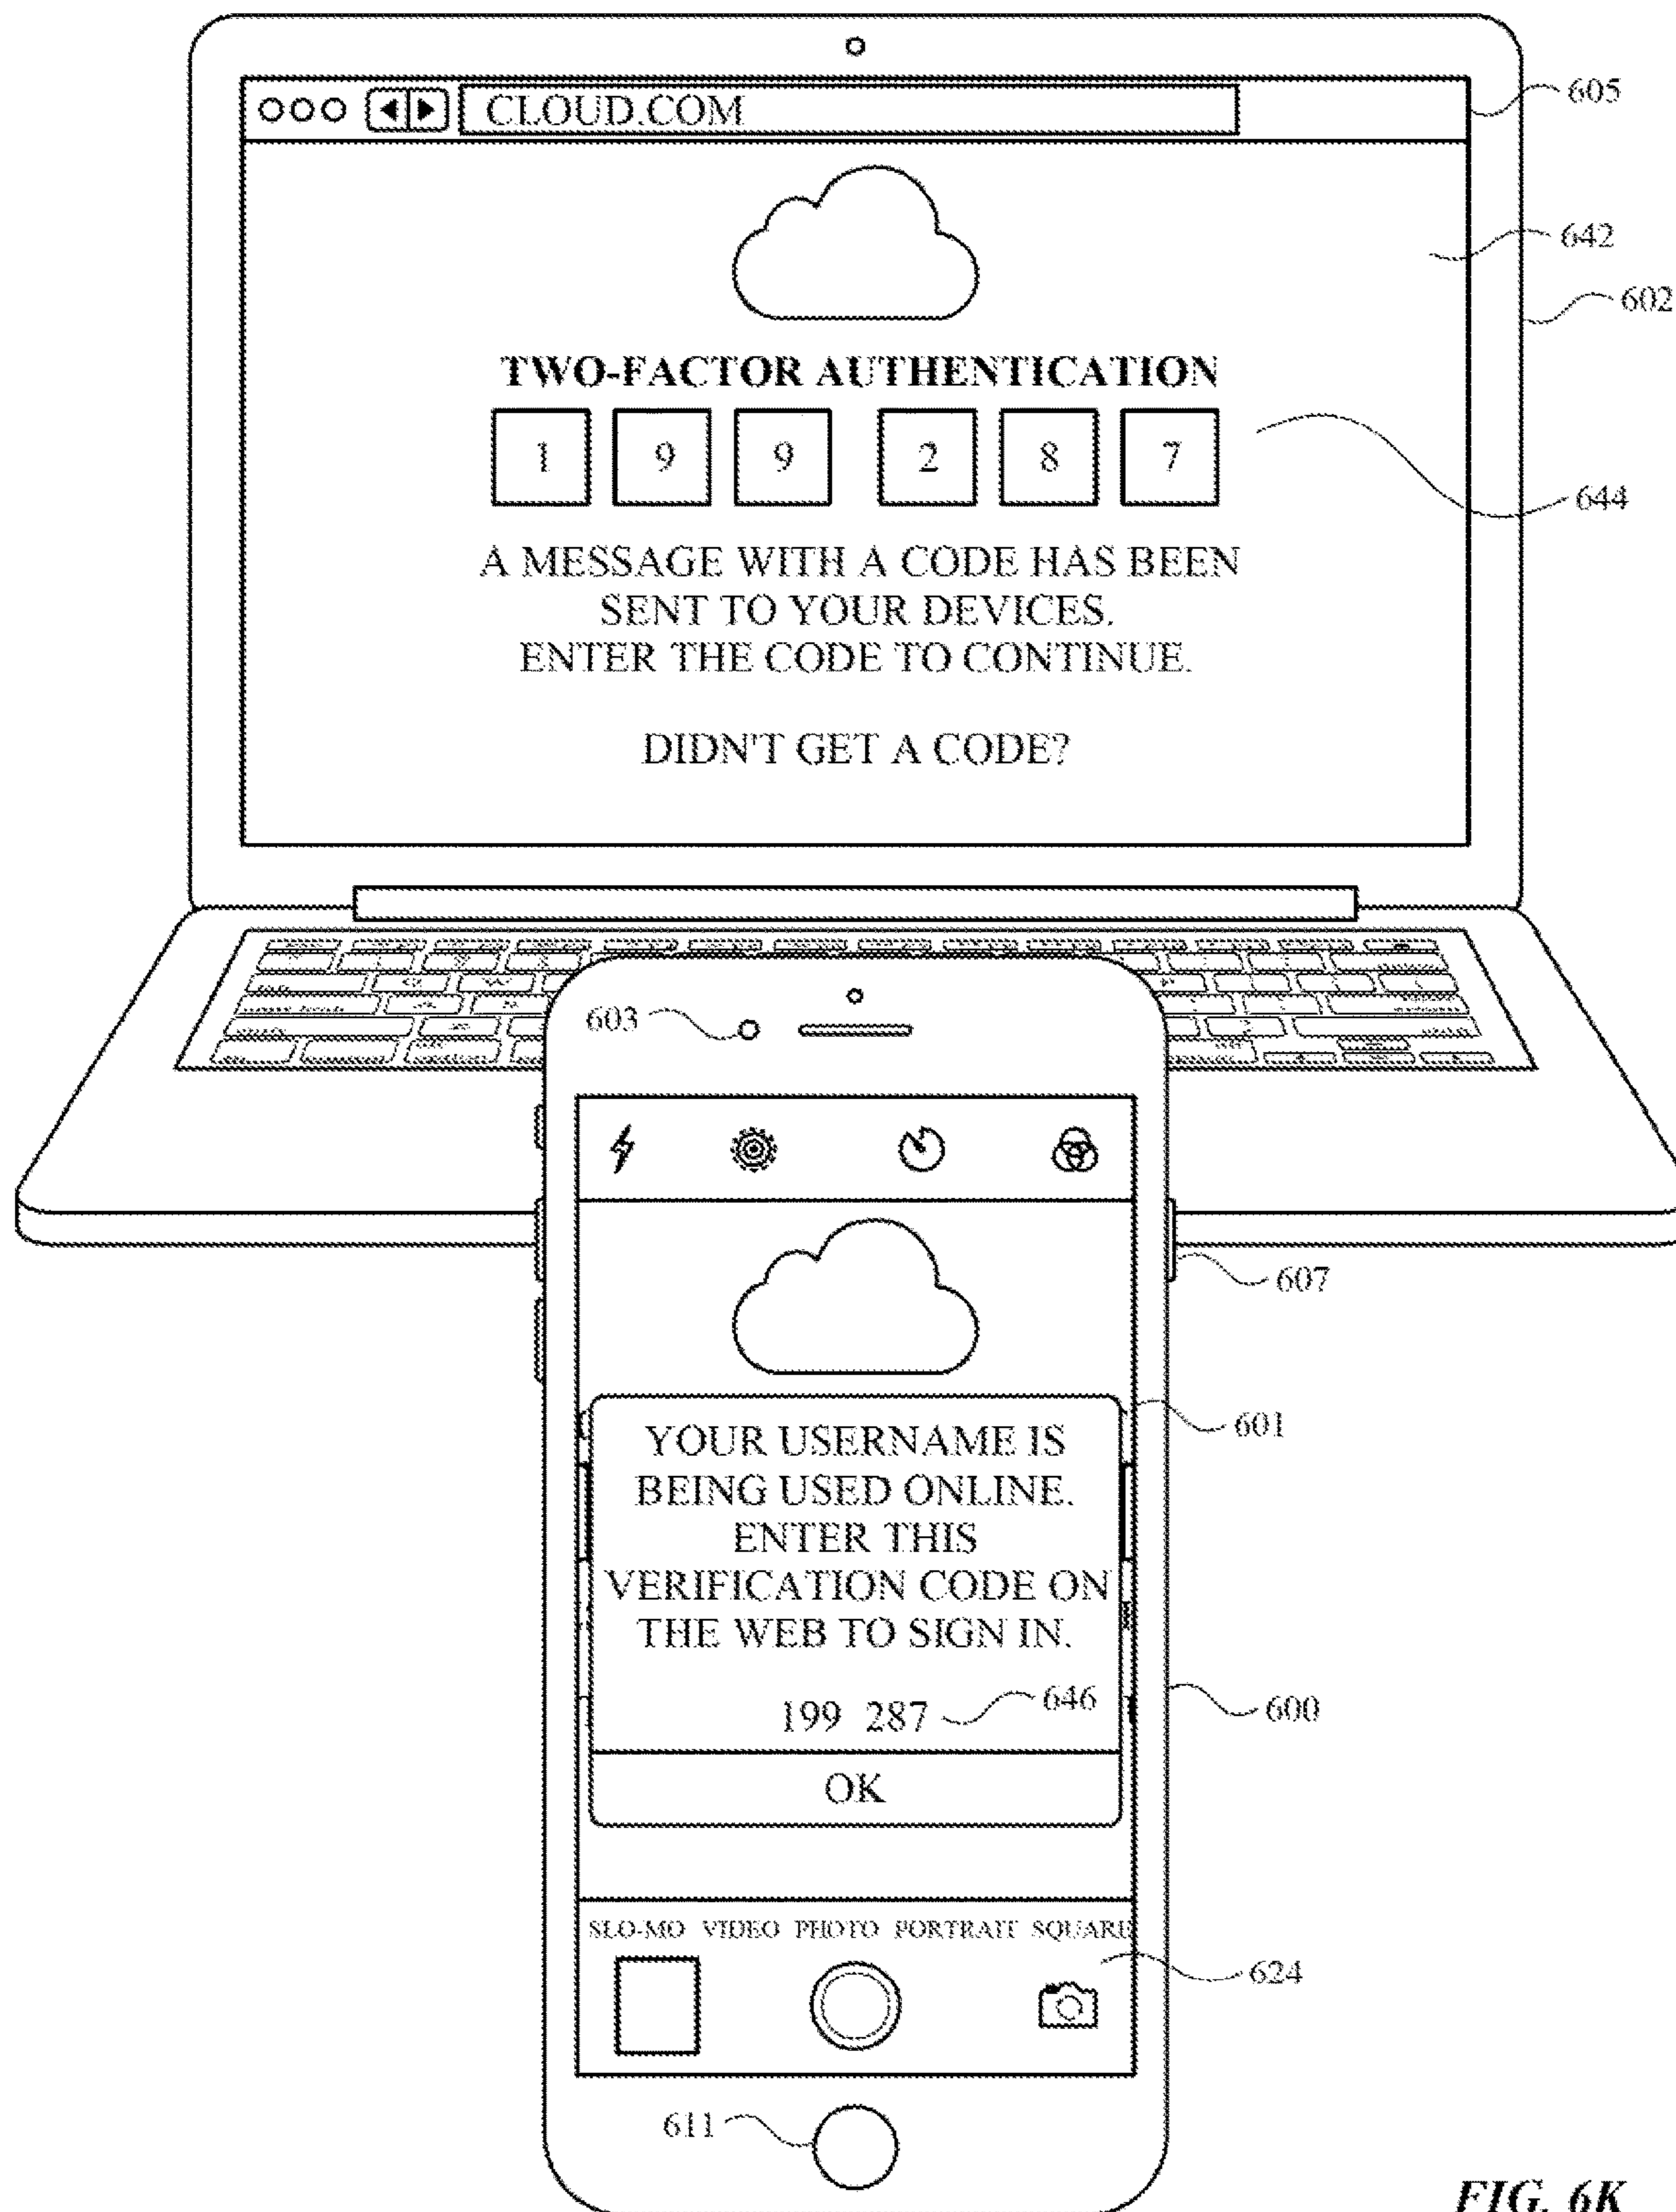 CLOUD.COM
605
642
602
TWO-FACTOR AUTHENTICATION
1 9 9 2 8 7
644
A MESSAGE WITH A CODE HAS BEEN
SENT TO YOUR DEVICES.
ENTER THE CODE TO CONTINUE.
DIDN'T GET A CODE?
603
607
YOUR USERNAME IS
BEING USED ONLINE.
ENTER THIS
VERIFICATION CODE ON
THE WEB TO SIGN IN.
601
199 287
646
600
OK
SLO-MO VIDEO PHOTO PORTRAIT SQUARE
624
611
FIG. 6K